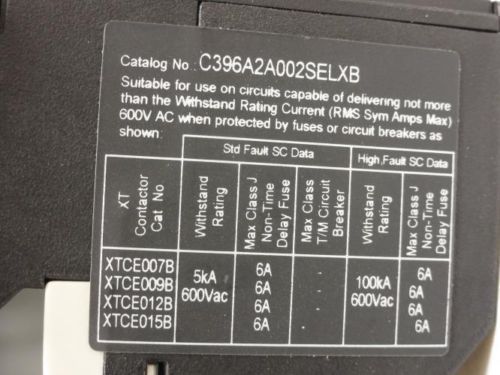 Catalog No : C396A2A002SELXB
Suitable for use on circuits capable of delivering not more
than the Withstand Rating Current (RMS Sym Amps Max)
600V AC when protected by fuses or circuit breakers as
shown:
Std Fault SC Data High Fault SC Data
XT
Contactor
Cat No
Withstand
Rating
Max Class J
Non-Time
Delay Fuse
Max Class
T/M Circuit
Breaker
Withstand
Rating
Max Class J
Non-Time
Delay Fuse
XTCE007B 5kA 600Vac 6A - 100kA 600Vac 6A
XTCE009B 6A - 6A
XTCE012B 6A - 6A
XTCE015B 6A - 6A